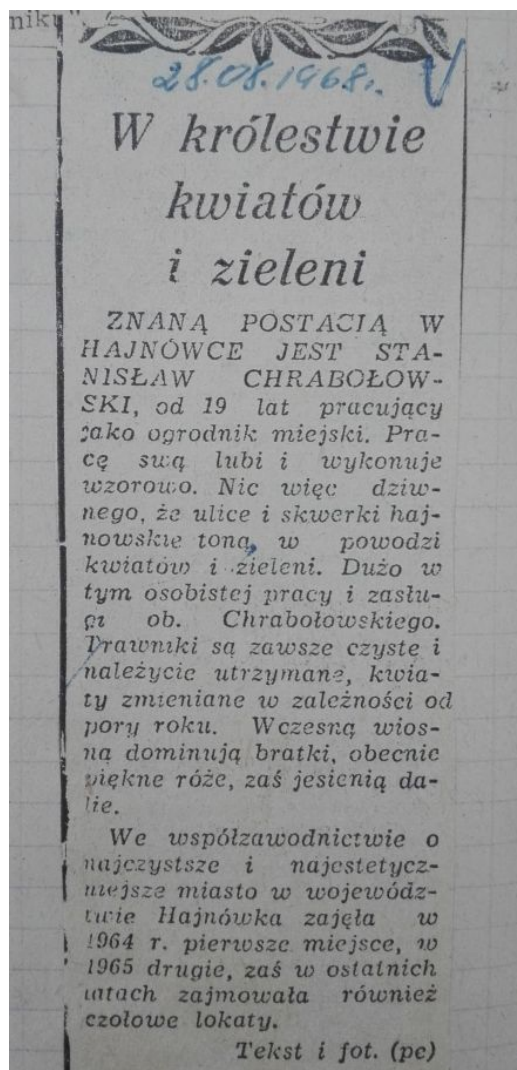 28.08.1968r.
W królestwie
kwiatów
i zieleni
ZNANĄ POSTACIĄ W
HAJNÓWCE JEST STA-
NISŁAW CHRABOŁOW-
SKI, od 19 lat pracujący
jako ogrodnik miejski. Pra-
cę swą lubi i wykonuje
wzorowo. Nic więc dziw-
nego, że ulice i skwerki haj-
nowskie toną, w powodzi
kwiatów i zieleni. Dużo w
tym osobistej pracy i zasłu-
gi ob. Chrabołowskiego.
Trawniki są zawsze czyste i
należycie utrzymane, kwia-
ty zmieniane w zależności od
pory roku. Wczesną wios-
ną dominują bratki, obecnie
piękne róże, zaś jesienią da-
lie.
We współzawodnictwie o
najczystsze i najestetycz-
niejsze miasto w wojewódz-
twie Hajnówka zajęła w
1964 r. pierwsze miejsce, w
1965 drugie, zaś w ostatnich
latach zajmowała również
czołowe lokaty.
Tekst i fot. (pc)